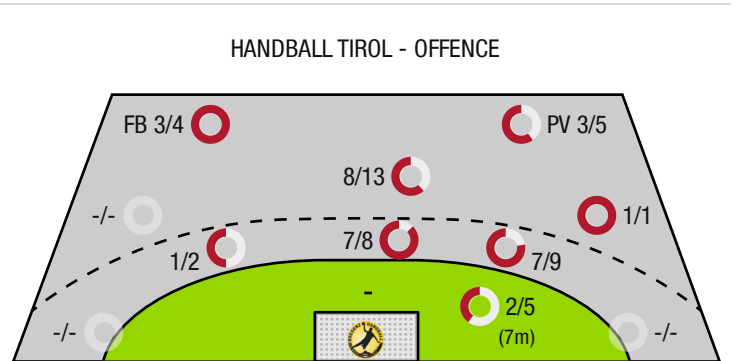 HANDBALL TIROL - OFFENCE
FB 3/4
PV 3/5
8/13
-/-
1/1
1/2
7/8
7/9
-
2/5
(7m)
-/-
-/-